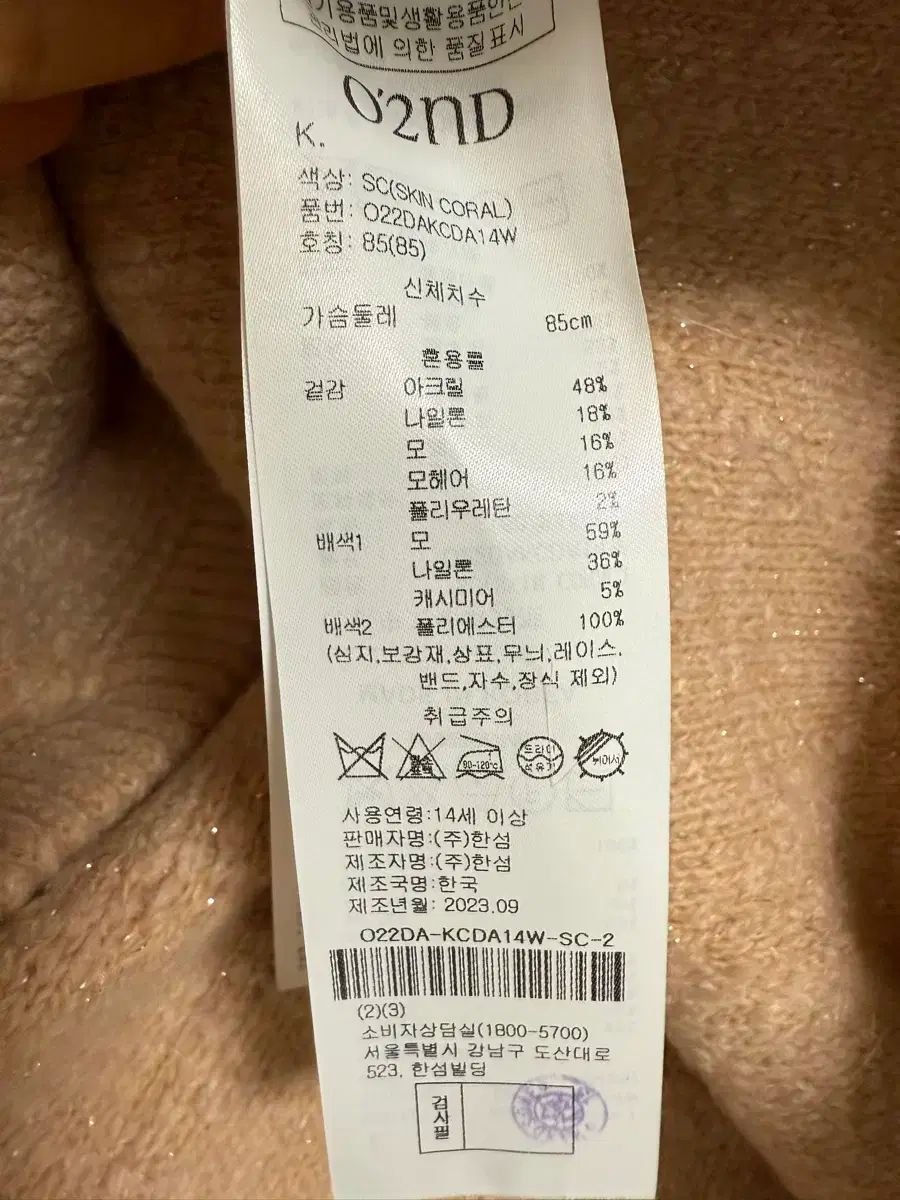 기용품및생활용품안전
리법에 의한 품질표시
O'2ND
K.
색상: SC(SKIN CORAL)
품번: O22DAKCDA14W
호칭: 85(85)
신체치수
가슴둘레 85cm
혼용률
겉감 아크릴 48%
나일론 18%
모 16%
모헤어 16%
폴리우레탄 2%
배색1 모 59%
나일론 36%
캐시미어 5%
배색2 폴리에스터 100%
(심지,보강재,상표,무늬,레이스,
밴드,자수,장식 제외)
취급주의
80-120℃ 드라이 석유계 뉘어서
사용연령:14세 이상
판매자명:(주)한섬
제조자명:(주)한섬
제조국명:한국
제조년월: 2023.09
O22DA-KCDA14W-SC-2
(2)(3)
소비자상담실(1800-5700)
서울특별시 강남구 도산대로
523, 한섬빌딩
검사필